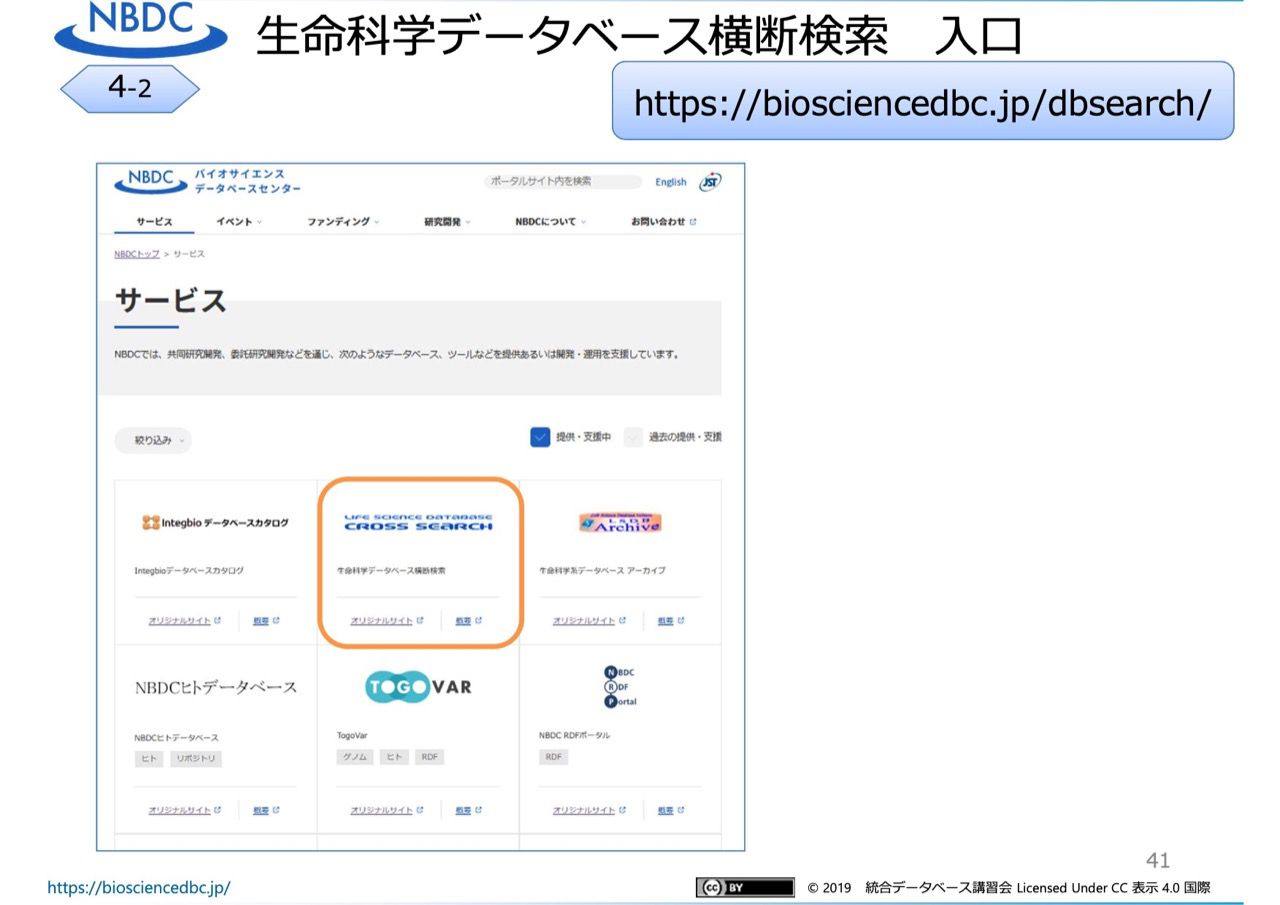 NBDC
生命科学データベース横断検索　入口
4-2
https://biosciencedbc.jp/dbsearch/
NBDC バイオサイエンス
データベースセンター
ポータルサイト内を検索 English JST
サービス イベント ファンディング 研究開発 NBDCについて お問い合わせ
NBDCトップ > サービス
サービス
NBDCでは、共同研究開発、委託研究開発などを通じ、次のようなデータベース、ツールなどを提供あるいは開発・運用を支援しています。
絞り込み 提供・支援中 過去の提供・支援
Integbio データベースカタログ
LIFE SCIENCE DATABASE
CROSS SEARCH
LSDB
Archive
Integbioデータベースカタログ 生命科学データベース横断検索 生命科学系データベース アーカイブ
オリジナルサイト 概要 オリジナルサイト 概要 オリジナルサイト 概要
NBDCヒトデータベース
TOGO VAR
NBDC
RDF
Portal
NBDCヒトデータベース TogoVar NBDC RDFポータル
ヒト リポジトリ ゲノム ヒト RDF RDF
オリジナルサイト 概要 オリジナルサイト 概要 オリジナルサイト 概要
41
https://biosciencedbc.jp/
cc BY © 2019　統合データベース講習会 Licensed Under CC 表示 4.0 国際